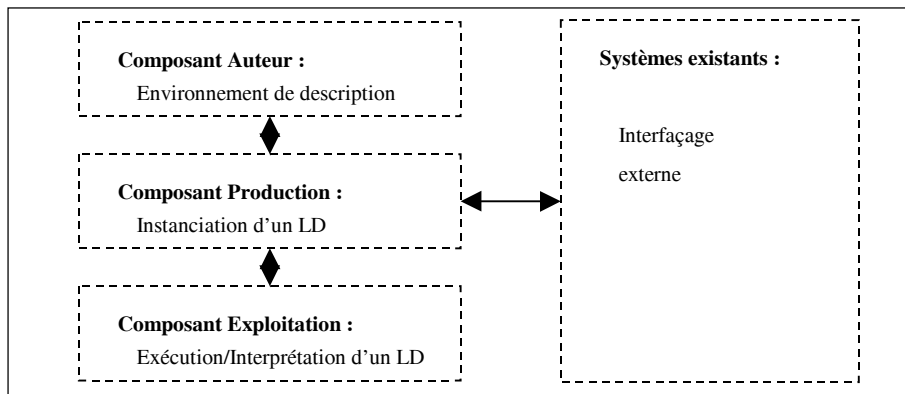 Composant Auteur :
Environnement de description
Composant Production :
Instanciation d’un LD
Composant Exploitation :
Exécution/Interprétation d’un LD
Systèmes existants :
Interfaçage
externe